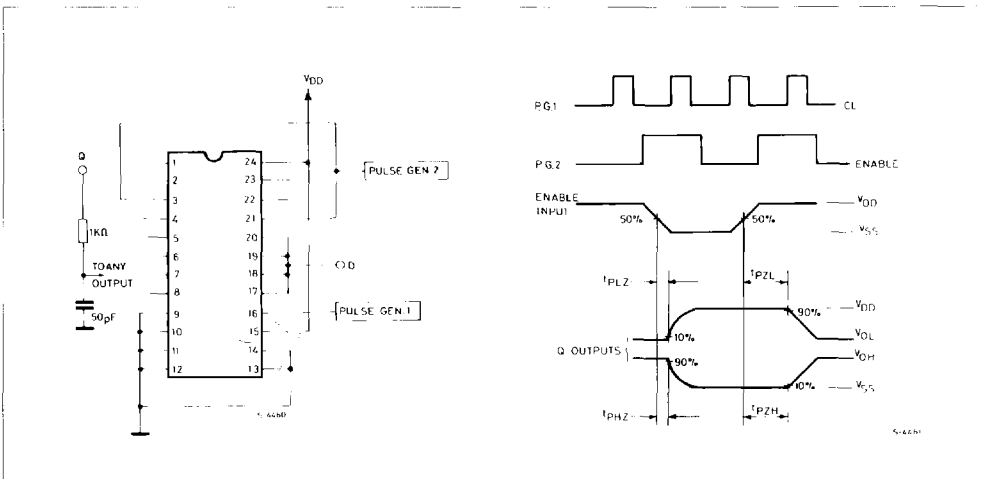 VDD
Q
1KΩ
TO ANY
OUTPUT
50pF
1
2
3
4
5
6
7
8
9
10
11
12
24
23
22
21
20
19
18
17
16
15
14
13
PULSE GEN.2
D
PULSE GEN.1
S-4460
P.G.1
CL
P.G.2
ENABLE
ENABLE
INPUT
VDD
50%
50%
VSS
tPLZ
tPZL
VDD
90%
10%
VOL
Q OUTPUTS
90%
VOH
10%
VSS
tPHZ
tPZH